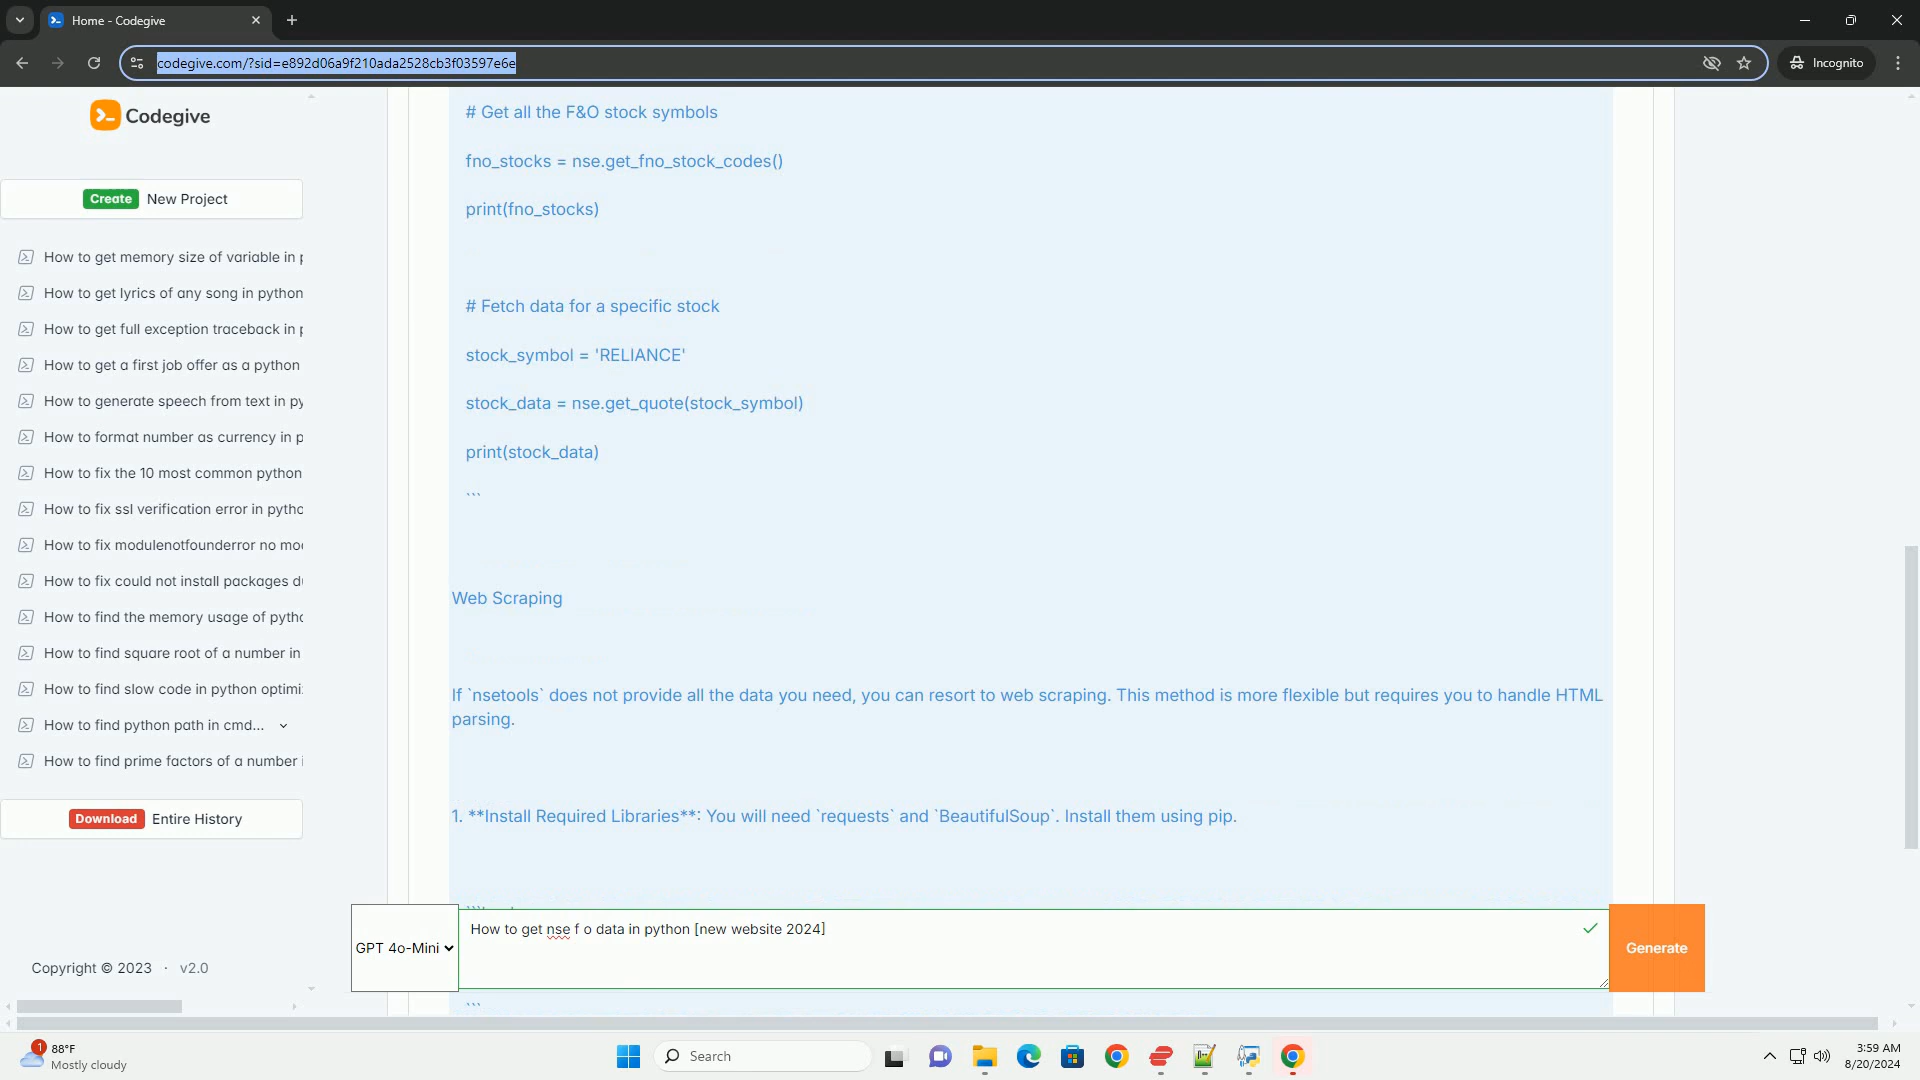 Home - Codegive
codegive.com/?sid=e892d06a9f210ada2528cb3f03597e6e
Incognito
Codegive
Create New Project
How to get memory size of variable in p
How to get lyrics of any song in python
How to get full exception traceback in p
How to get a first job offer as a python
How to generate speech from text in py
How to format number as currency in p
How to fix the 10 most common python
How to fix ssl verification error in pytho
How to fix modulenotfounderror no mo
How to fix could not install packages d
How to find the memory usage of pytho
How to find square root of a number in
How to find slow code in python optimi
How to find python path in cmd...
How to find prime factors of a number i
Download Entire History
Copyright © 2023 · v2.0
# Get all the F&O stock symbols
fno_stocks = nse.get_fno_stock_codes()
print(fno_stocks)
# Fetch data for a specific stock
stock_symbol = 'RELIANCE'
stock_data = nse.get_quote(stock_symbol)
print(stock_data)
```
Web Scraping
If `nsetools` does not provide all the data you need, you can resort to web scraping. This method is more flexible but requires you to handle HTML
parsing.
1. **Install Required Libraries**: You will need `requests` and `BeautifulSoup`. Install them using pip.
GPT 4o-Mini
How to get nse f o data in python [new website 2024]
Generate
```
1
88°F
Mostly cloudy
Search
3:59 AM
8/20/2024